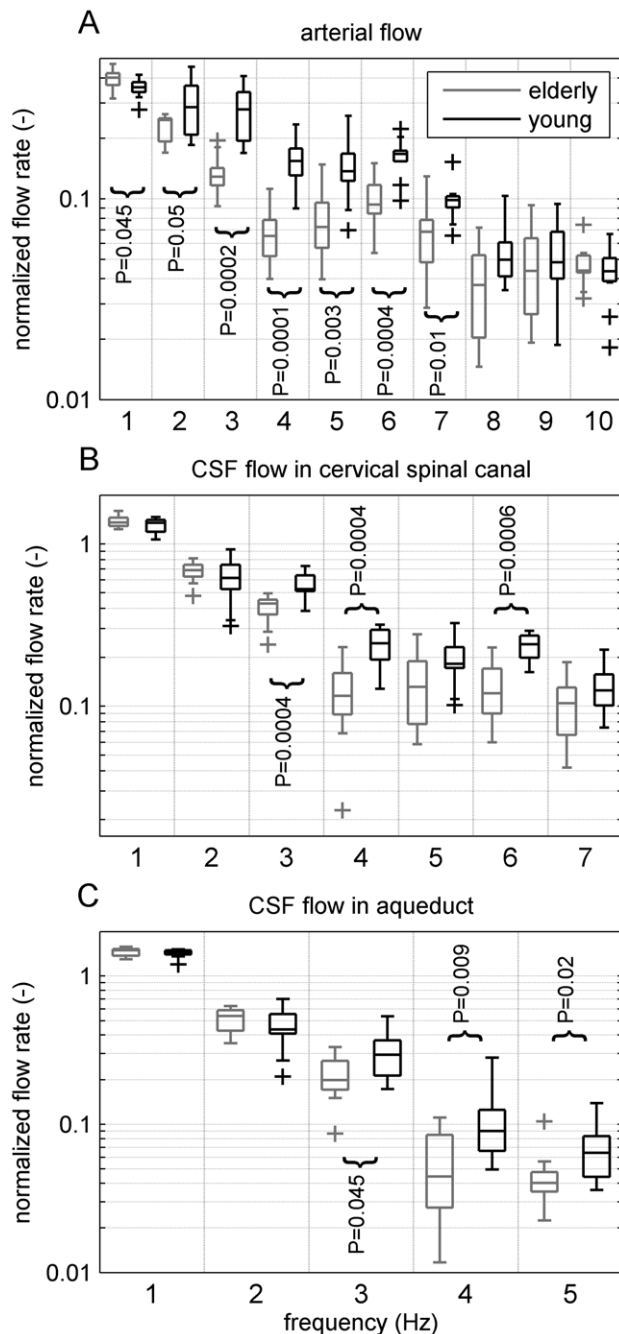 A
arterial flow
elderly
young
normalized flow rate (-)
0.1
0.01
P=0.045
P=0.05
P=0.0002
P=0.0001
P=0.003
P=0.0004
P=0.01
1 2 3 4 5 6 7 8 9 10
B
CSF flow in cervical spinal canal
normalized flow rate (-)
1
0.1
P=0.0004
P=0.0004
P=0.0006
1 2 3 4 5 6 7
C
CSF flow in aqueduct
normalized flow rate (-)
1
0.1
0.01
P=0.045
P=0.009
P=0.02
1 2 3 4 5
frequency (Hz)